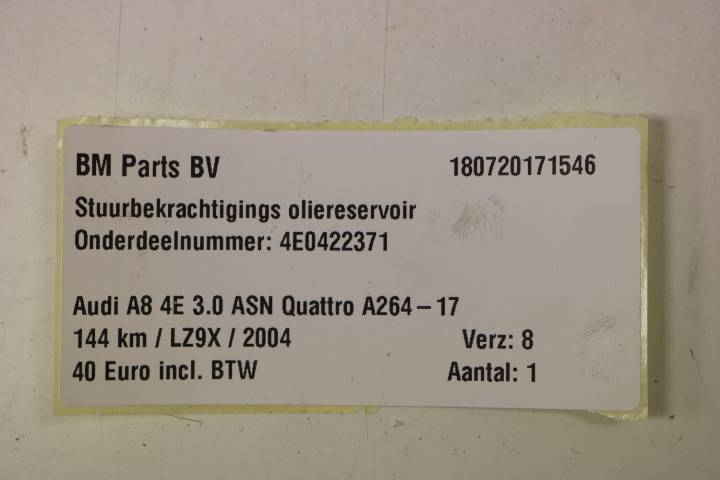 BM Parts BV 180720171546
Stuurbekrachtigings oliereservoir
Onderdeelnummer: 4E0422371
Audi A8 4E 3.0 ASN Quattro A264-17
144 km / LZ9X / 2004 Verz: 8
40 Euro incl. BTW Aantal: 1